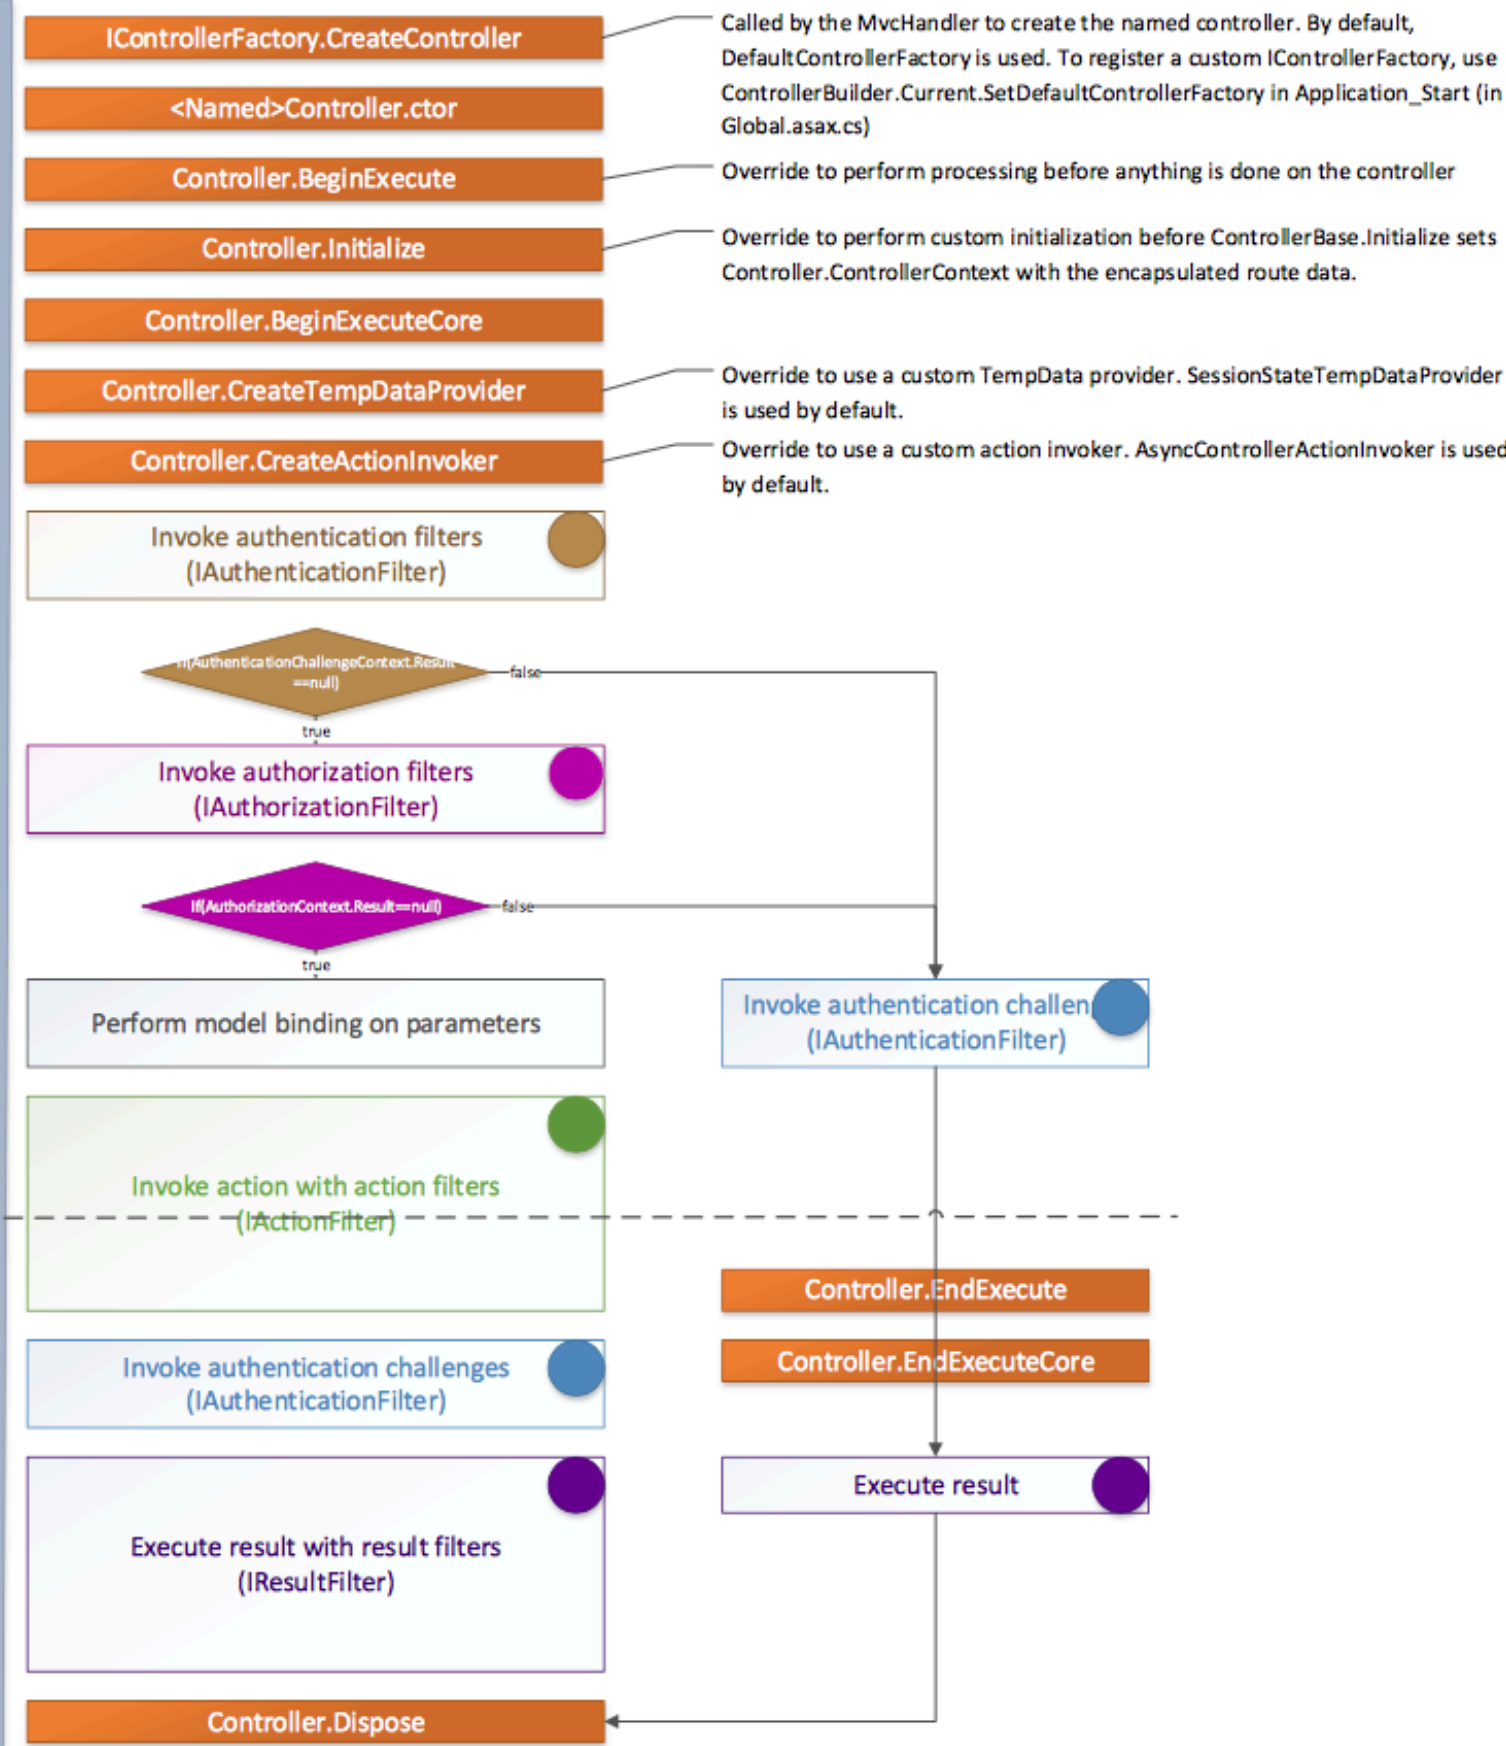 IControllerFactory.CreateController
Called by the MvcHandler to create the named controller. By default,
DefaultControllerFactory is used. To register a custom IControllerFactory, use
ControllerBuilder.Current.SetDefaultControllerFactory in Application_Start (in
Global.asax.cs)
<Named>Controller.ctor
Controller.BeginExecute
Override to perform processing before anything is done on the controller
Controller.Initialize
Override to perform custom initialization before ControllerBase.Initialize sets
Controller.ControllerContext with the encapsulated route data.
Controller.BeginExecuteCore
Controller.CreateTempDataProvider
Override to use a custom TempData provider. SessionStateTempDataProvider
is used by default.
Controller.CreateActionInvoker
Override to use a custom action invoker. AsyncControllerActionInvoker is used
by default.
Invoke authentication filters
(IAuthenticationFilter)
If(AuthenticationChallengeContext.Result
==null)
false
true
Invoke authorization filters
(IAuthorizationFilter)
If(AuthorizationContext.Result==null)
false
true
Perform model binding on parameters
Invoke authentication challen
(IAuthenticationFilter)
Invoke action with action filters
(IActionFilter)
Controller.EndExecute
Controller.EndExecuteCore
Invoke authentication challenges
(IAuthenticationFilter)
Execute result
Execute result with result filters
(IResultFilter)
Controller.Dispose